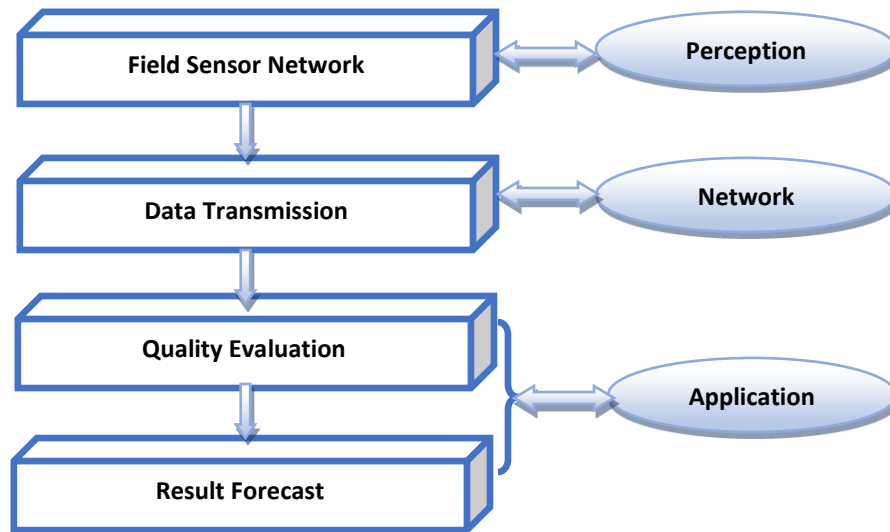 Field Sensor Network
Perception
Data Transmission
Network
Quality Evaluation
Application
Result Forecast